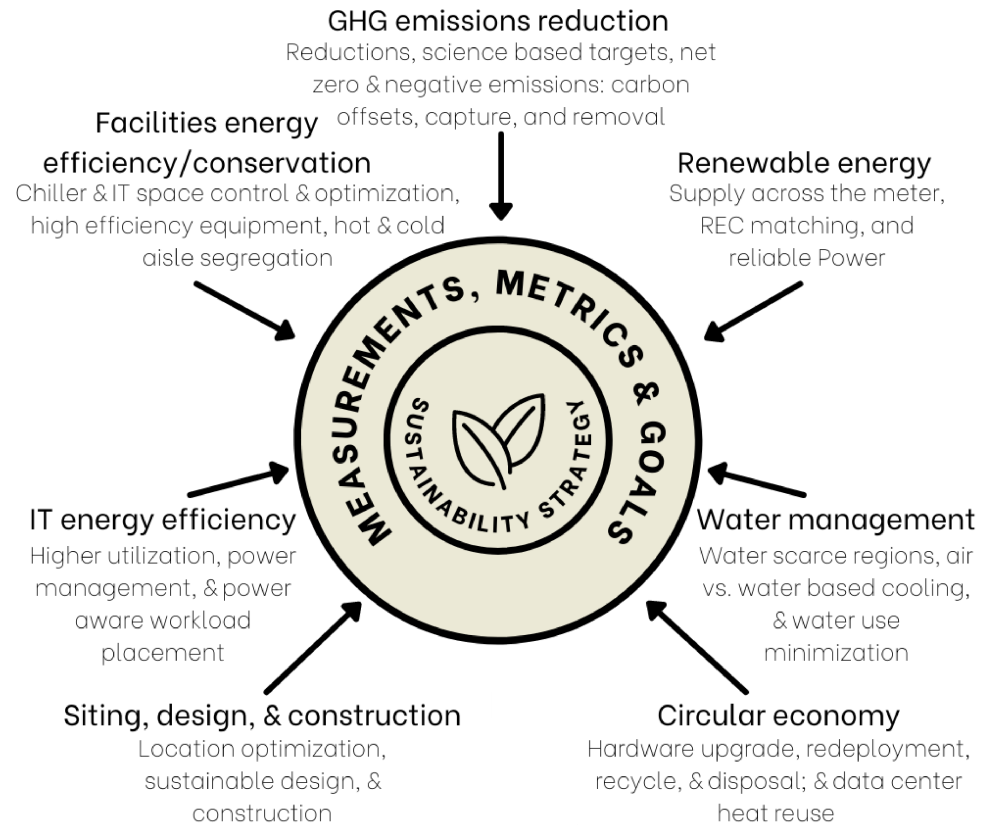 GHG emissions reduction
Reductions, science based targets, net
zero & negative emissions: carbon
offsets, capture, and removal
Facilities energy
efficiency/conservation
Chiller & IT space control & optimization,
high efficiency equipment, hot & cold
aisle segregation
Renewable energy
Supply across the meter,
REC matching, and
reliable Power
MEASUREMENTS, METRICS & GOALS
SUSTAINABILITY STRATEGY
IT energy efficiency
Higher utilization, power
management, & power
aware workload
placement
Water management
Water scarce regions, air
vs. water based cooling,
& water use
minimization
Siting, design, & construction
Location optimization,
sustainable design, &
construction
Circular economy
Hardware upgrade, redeployment,
recycle, & disposal; & data center
heat reuse